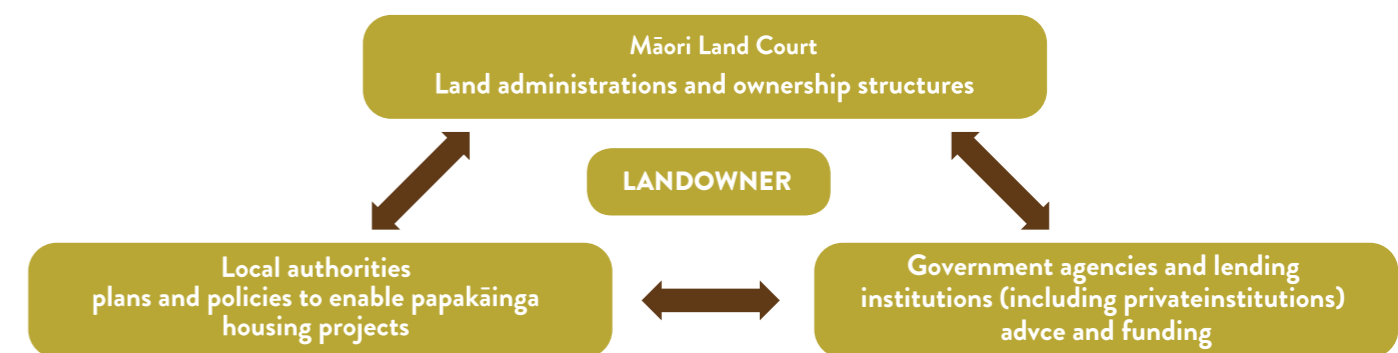 Māori Land Court
Land administrations and ownership structures
LANDOWNER
Local authorities
plans and policies to enable papakāinga
housing projects
Government agencies and lending
institutions (including privateinstitutions)
advce and funding